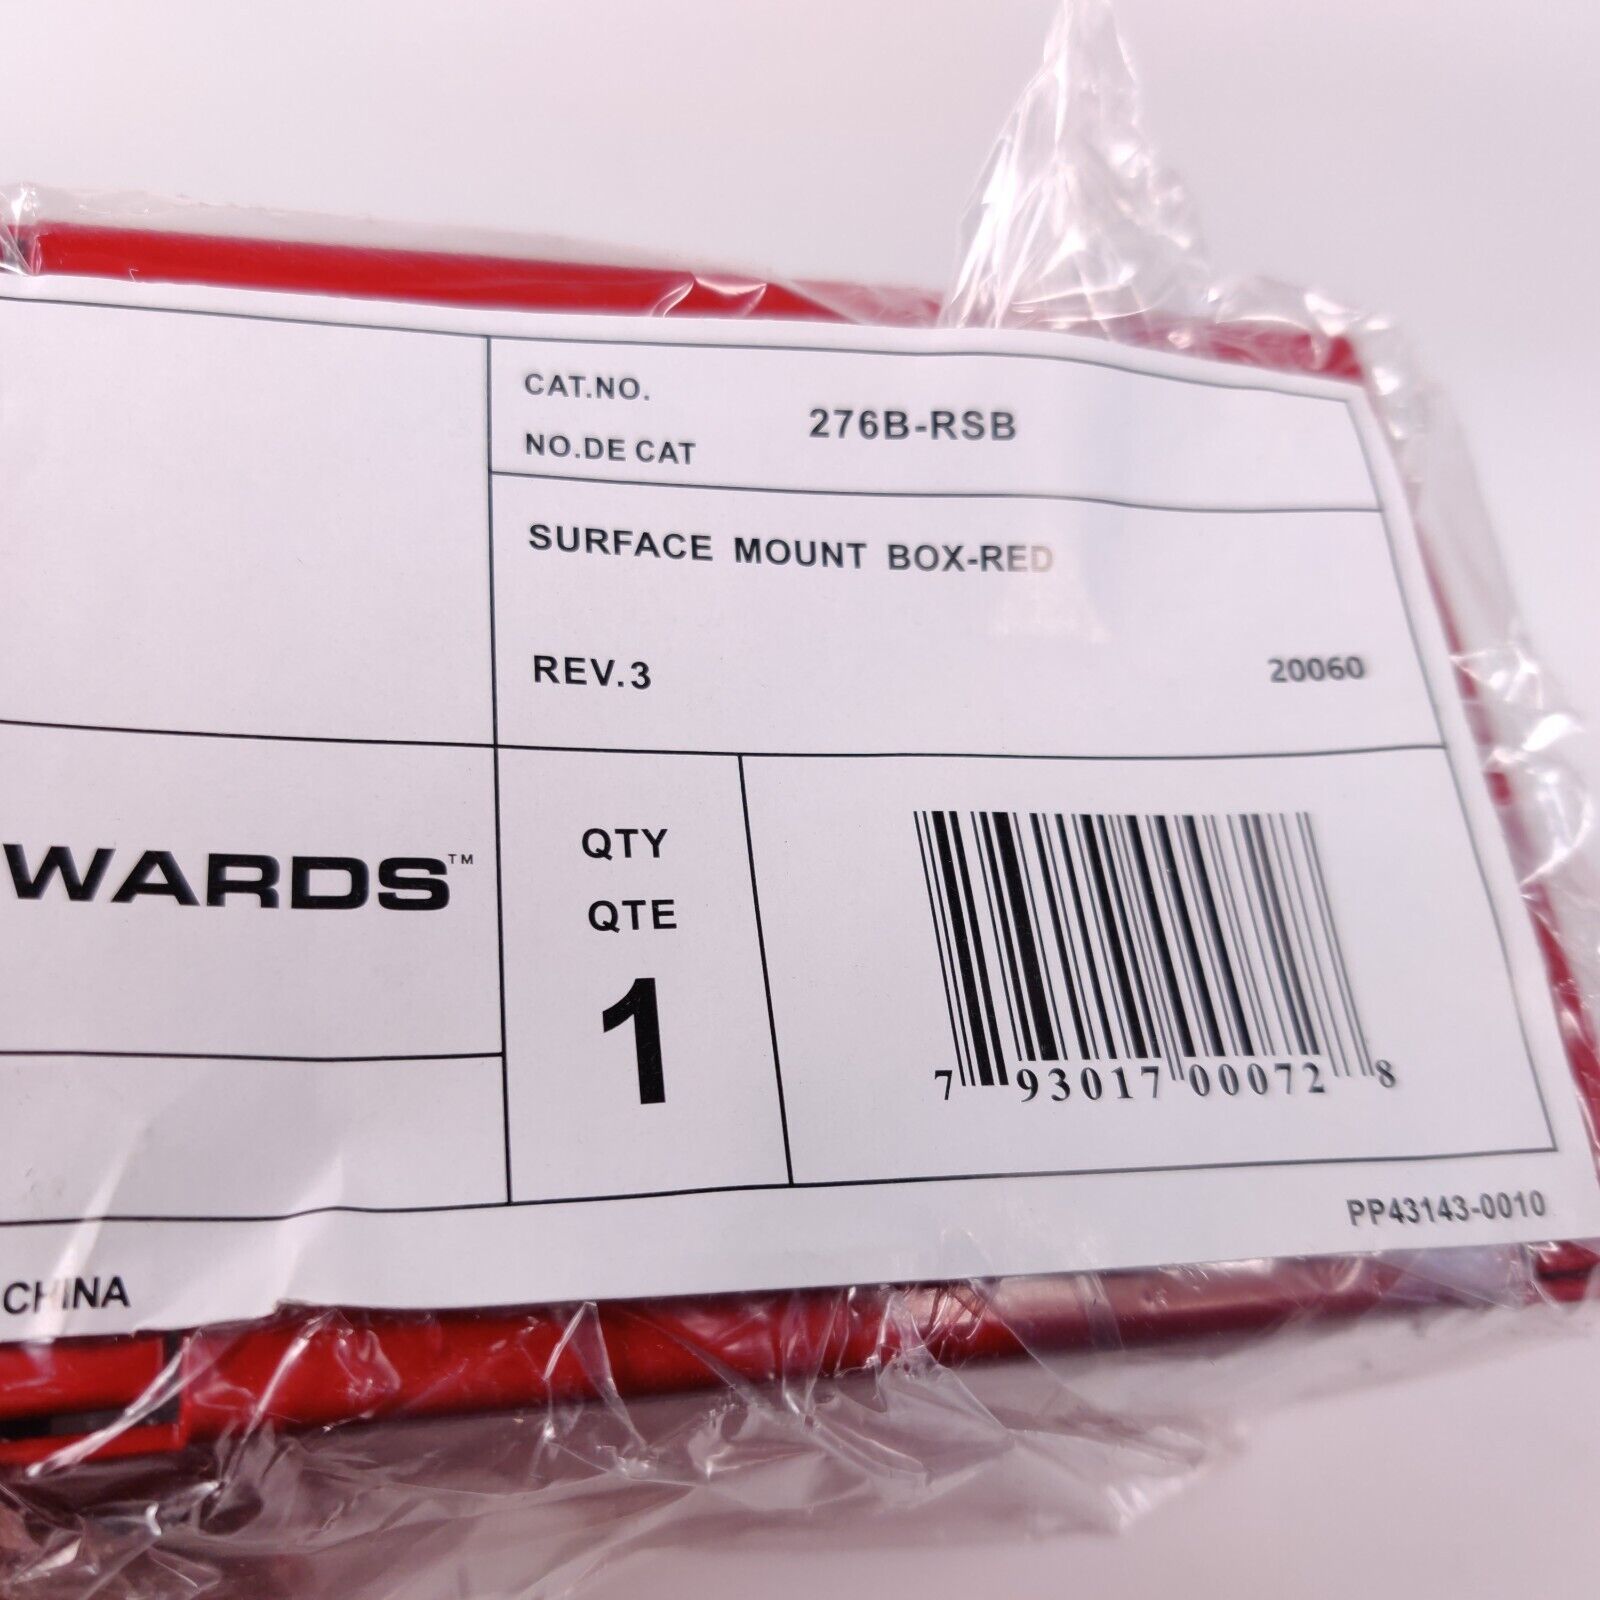 CAT.NO.
NO.DE CAT
276B-RSB
SURFACE MOUNT BOX-RED
REV.3
20060
WARDS™
QTY
QTE
1
7 93017 00072 8
PP43143-0010
CHINA